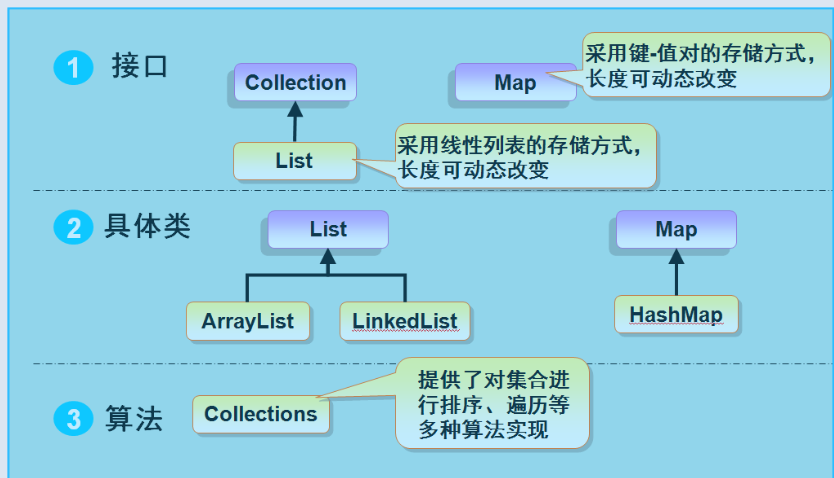 1 接口
Collection
Map
采用键-值对的存储方式，
长度可动态改变
List
采用线性列表的存储方式，
长度可动态改变
2 具体类
List
Map
ArrayList
LinkedList
HashMap
3 算法
Collections
提供了对集合进
行排序、遍历等
多种算法实现